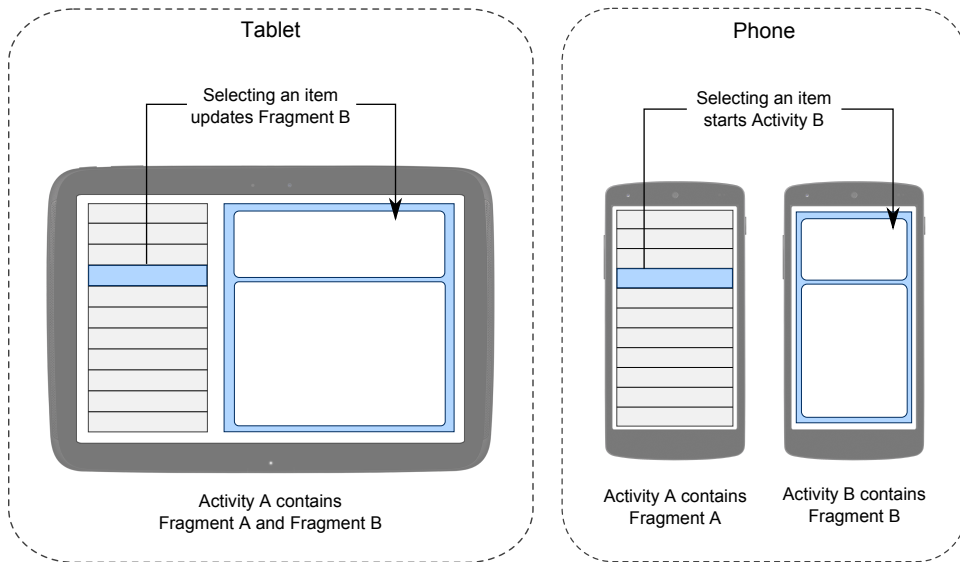 Tablet
Selecting an item
updates Fragment B
Activity A contains
Fragment A and Fragment B
Phone
Selecting an item
starts Activity B
Activity A contains
Fragment A
Activity B contains
Fragment B